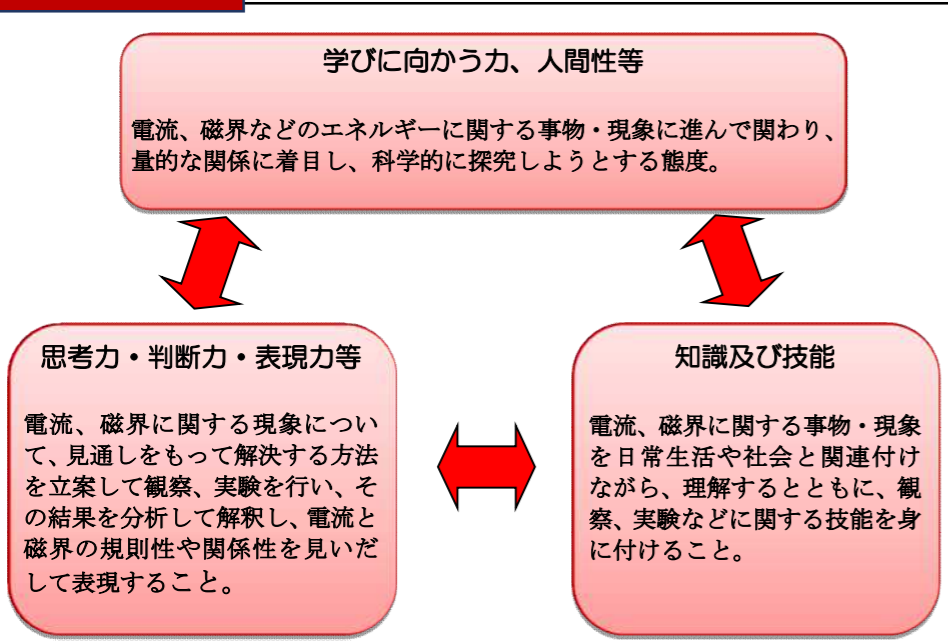 学びに向かう力、人間性等
電流、磁界などのエネルギーに関する事物・現象に進んで関わり、
量的な関係に着目し、科学的に探究しようとする態度。
思考力・判断力・表現力等
電流、磁界に関する現象につい
て、見通しをもって解決する方法
を立案して観察、実験を行い、そ
の結果を分析して解釈し、電流と
磁界の規則性や関係性を見いだ
して表現すること。
知識及び技能
電流、磁界に関する事物・現象
を日常生活や社会と関連付け
ながら、理解するとともに、観
察、実験などに関する技能を身
に付けること。